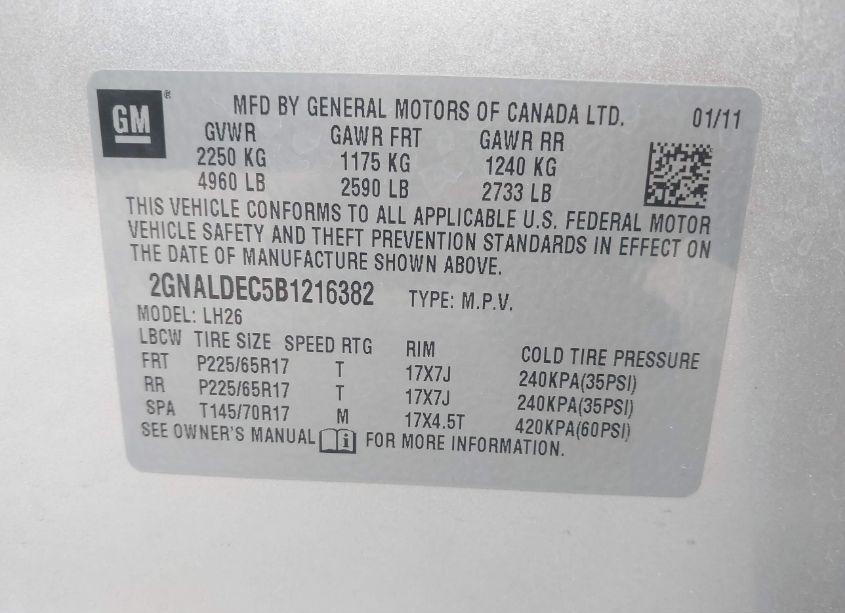 GM®
MFD BY GENERAL MOTORS OF CANADA LTD. 01/11
GVWR GAWR FRT GAWR RR
2250 KG 1175 KG 1240 KG
4960 LB 2590 LB 2733 LB
THIS VEHICLE CONFORMS TO ALL APPLICABLE U.S. FEDERAL MOTOR
VEHICLE SAFETY AND THEFT PREVENTION STANDARDS IN EFFECT ON
THE DATE OF MANUFACTURE SHOWN ABOVE.
2GNALDEC5B1216382 TYPE: M.P.V.
MODEL: LH26
LBCW TIRE SIZE SPEED RTG RIM COLD TIRE PRESSURE
FRT P225/65R17 T 17X7J 240KPA(35PSI)
RR P225/65R17 T 17X7J 240KPA(35PSI)
SPA T145/70R17 M 17X4.5T 420KPA(60PSI)
SEE OWNER'S MANUAL i FOR MORE INFORMATION.